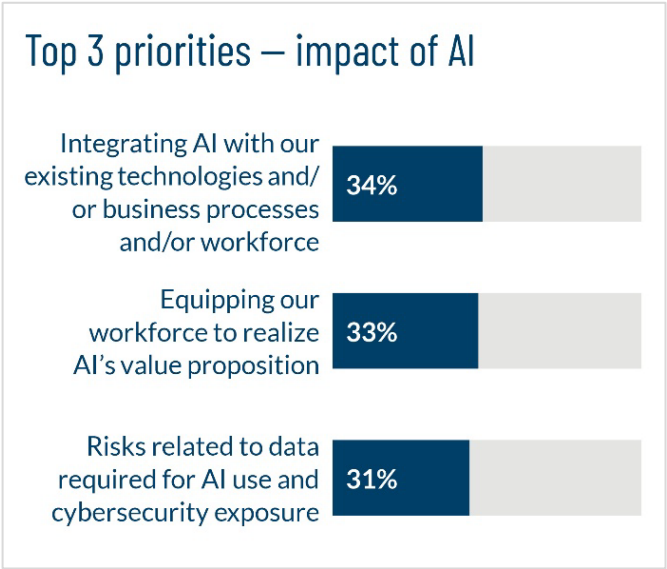 Top 3 priorities — impact of AI
Integrating AI with our
existing technologies and/
or business processes
and/or workforce
34%
Equipping our
workforce to realize
AI’s value proposition
33%
Risks related to data
required for AI use and
cybersecurity exposure
31%